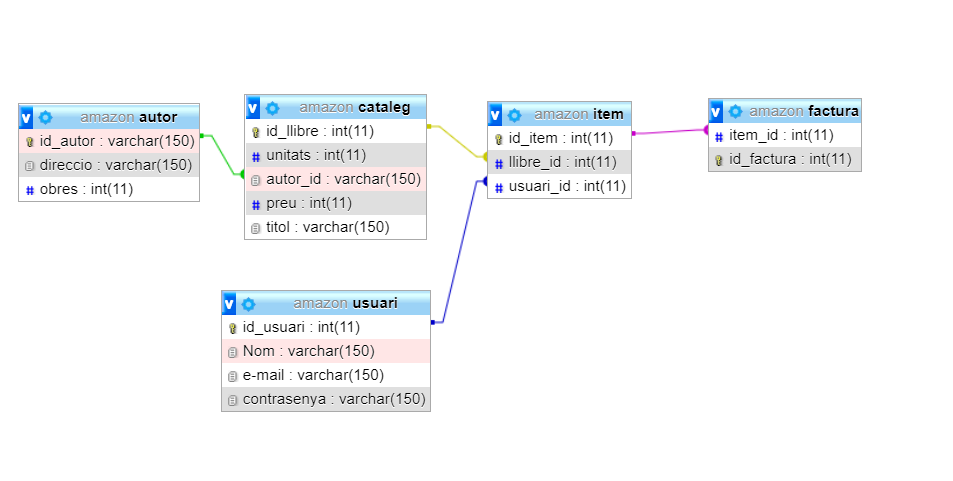 v amazon autor
id_autor : varchar(150)
direccio : varchar(150)
# obres : int(11)
v amazon cataleg
id_llibre : int(11)
# unitats : int(11)
autor_id : varchar(150)
# preu : int(11)
titol : varchar(150)
v amazon item
id_item : int(11)
# llibre_id : int(11)
# usuari_id : int(11)
v amazon factura
# item_id : int(11)
id_factura : int(11)
v amazon usuari
id_usuari : int(11)
Nom : varchar(150)
e-mail : varchar(150)
contrasenya : varchar(150)